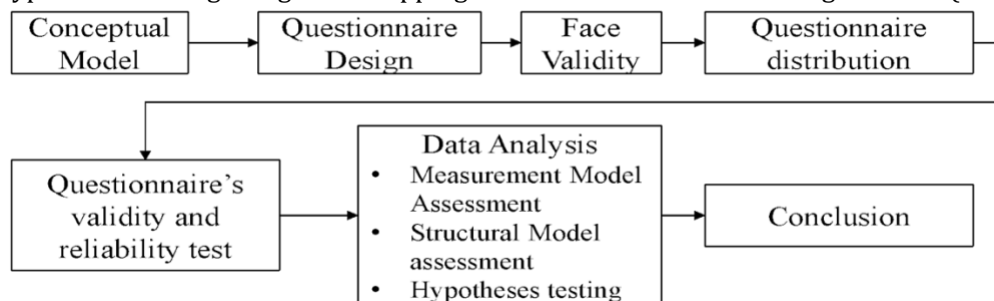 Conceptual
Model
Questionnaire
Design
Face
Validity
Questionnaire
distribution
Questionnaire's
validity and
reliability test
Data Analysis
• Measurement Model
Assessment
• Structural Model
assessment
• Hypotheses testing
Conclusion